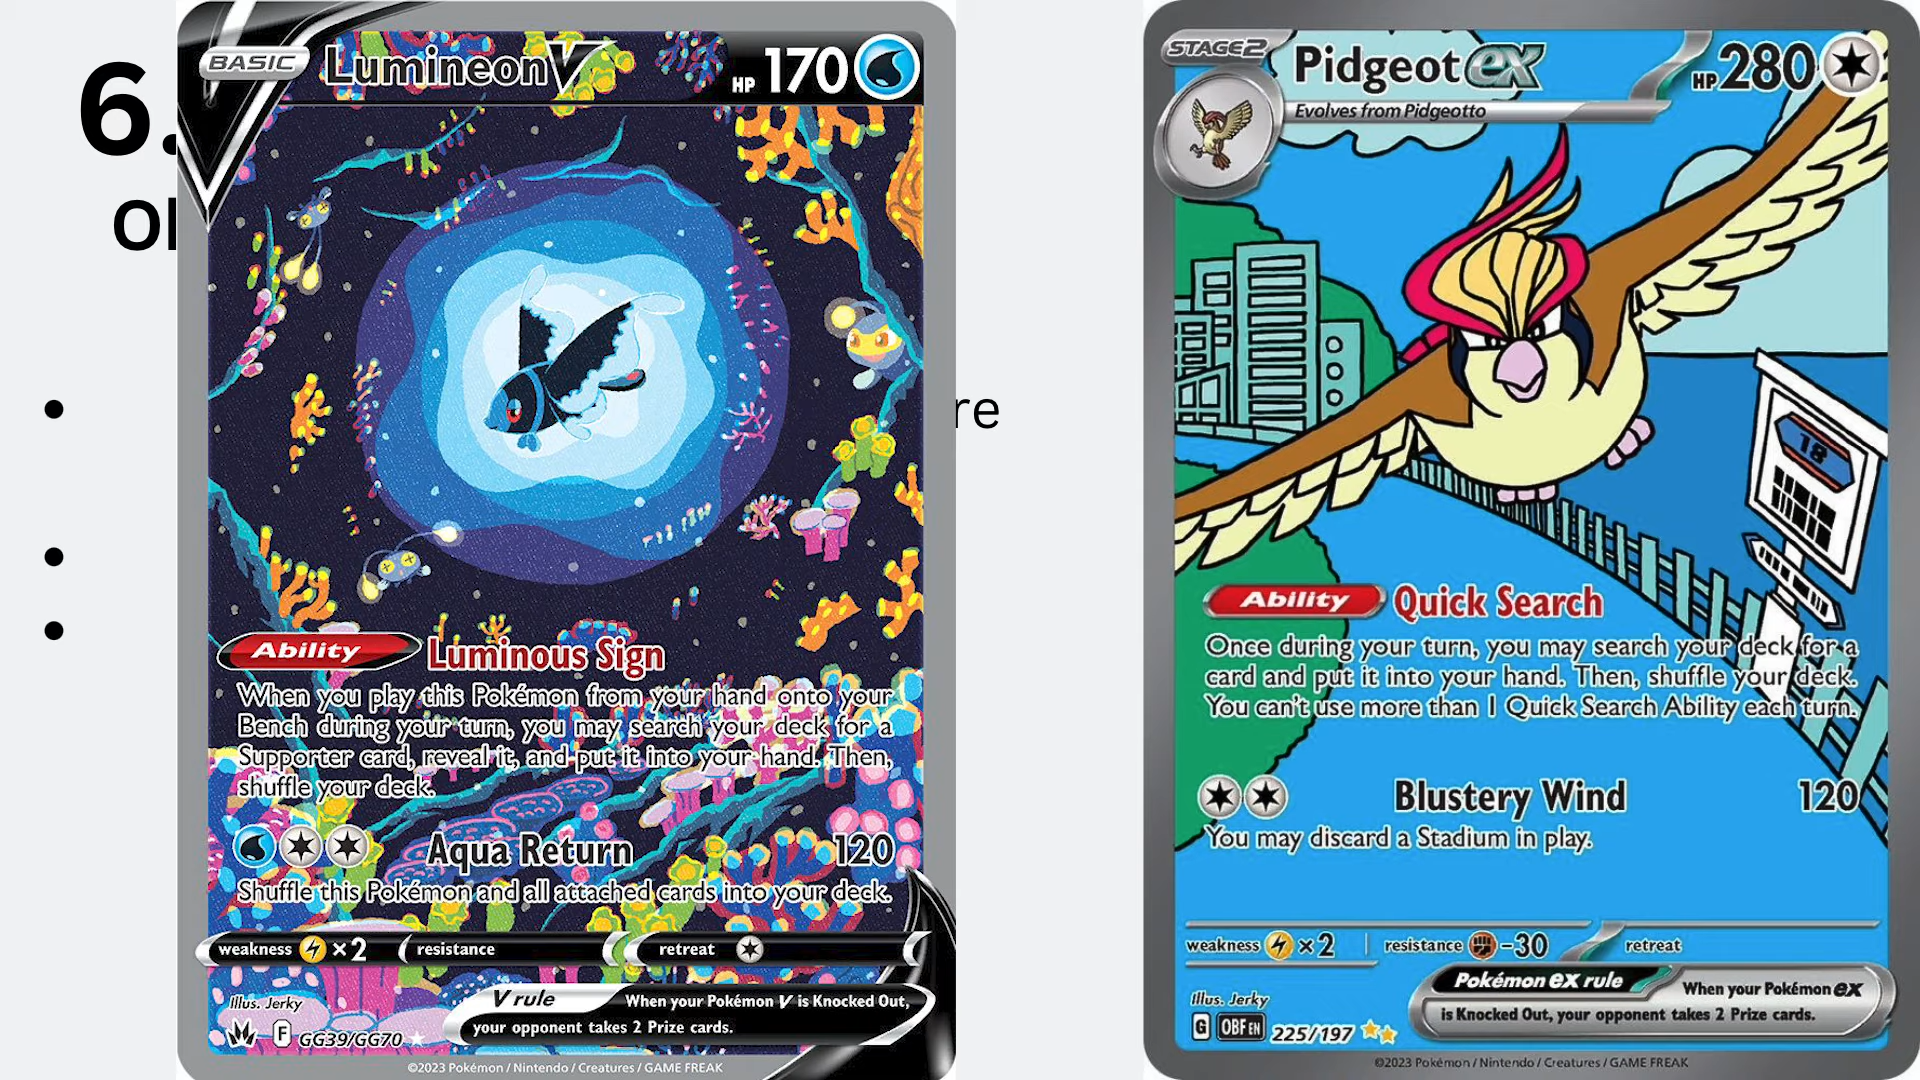 6.
BASIC
Lumineon V
HP 170
Ability Luminous Sign
When you play this Pokémon from your hand onto your
Bench during your turn, you may search your deck for a
Supporter card, reveal it, and put it into your hand. Then,
shuffle your deck.
Aqua Return 120
Shuffle this Pokémon and all attached cards into your deck.
weakness ×2 resistance retreat
Illus. Jerky
V rule When your Pokémon V is Knocked Out,
your opponent takes 2 Prize cards.
F GG39/GG70
©2023 Pokémon / Nintendo / Creatures / GAME FREAK
re
STAGE2
Pidgeot ex
HP 280
Evolves from Pidgeotto
18
Ability Quick Search
Once during your turn, you may search your deck for a
card and put it into your hand. Then, shuffle your deck.
You can't use more than 1 Quick Search Ability each turn.
Blustery Wind 120
You may discard a Stadium in play.
weakness ×2 resistance -30 retreat
Pokémon ex rule When your Pokémon ex
is Knocked Out, your opponent takes 2 Prize cards.
Illus. Jerky
G OBF EN 225/197
©2023 Pokémon / Nintendo / Creatures / GAME FREAK